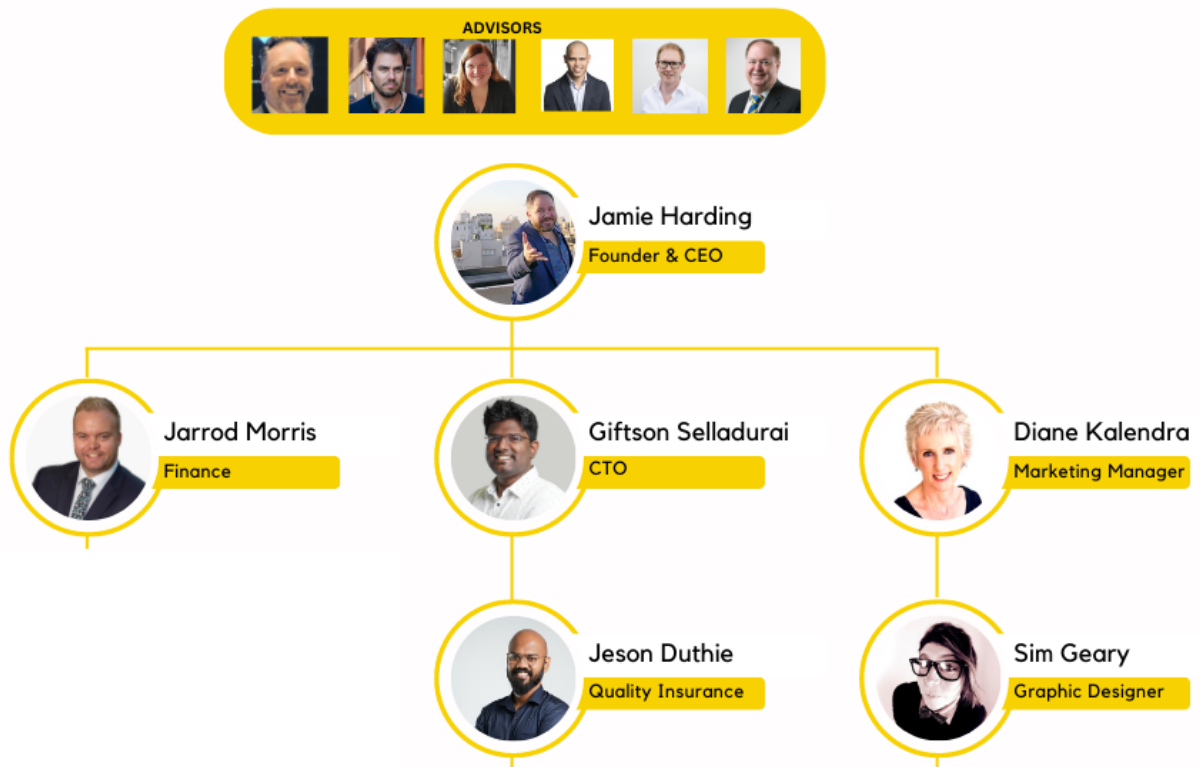 ADVISORS
Jamie Harding
Founder & CEO
Jarrod Morris
Finance
Giftson Selladurai
CTO
Diane Kalendra
Marketing Manager
Jeson Duthie
Quality Insurance
Sim Geary
Graphic Designer